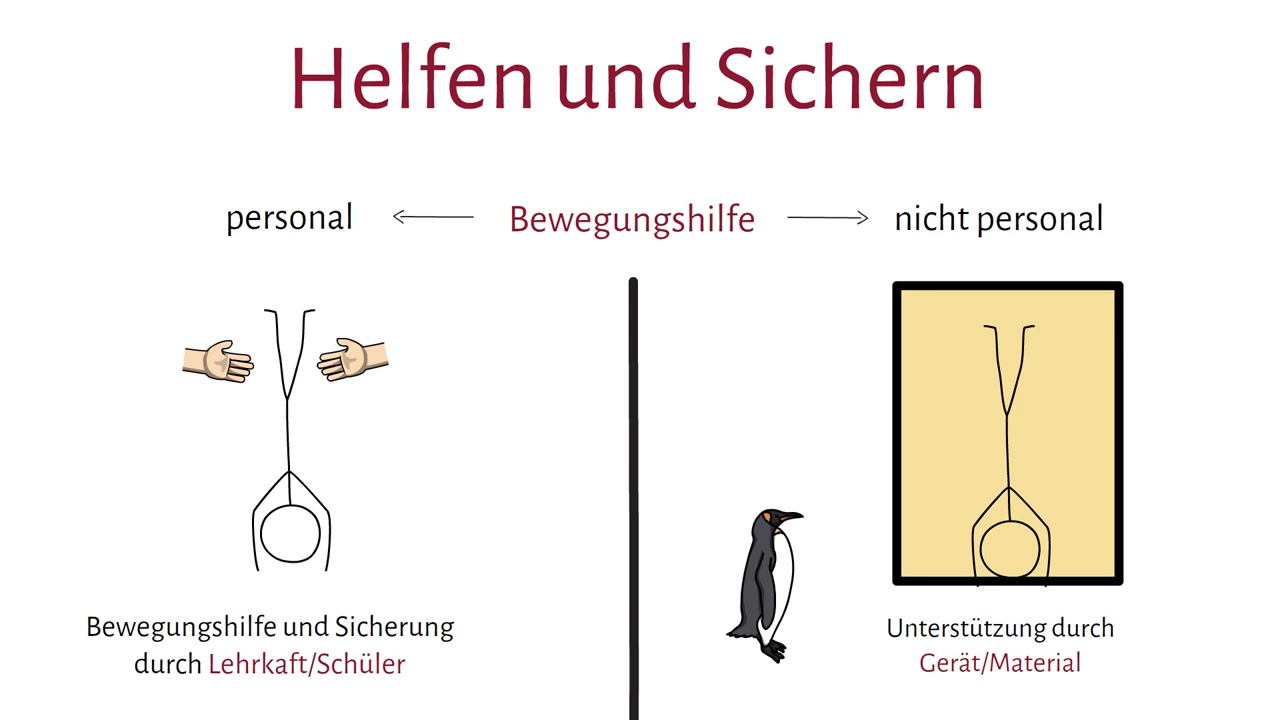 Helfen und Sichern
personal
Bewegungshilfe
nicht personal
Bewegungshilfe und Sicherung
durch Lehrkaft/Schüler
Unterstützung durch
Gerät/Material